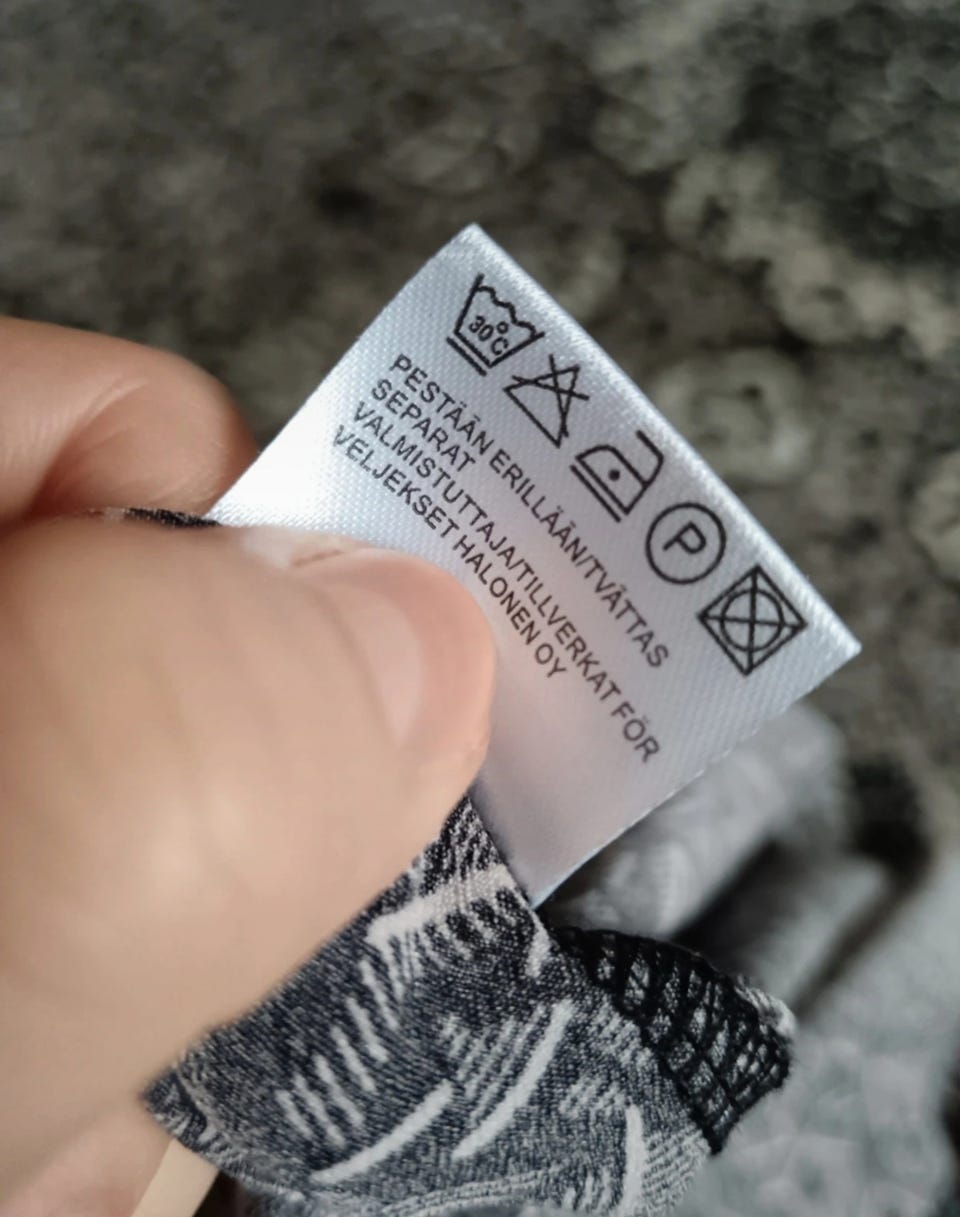 30°C
P
PESTÄÄN ERILLÄÄN/TVÄTTAS
SEPARAT
VALMISTUTTAJA/TILLVERKAT FÖR
VELJEKSET HALONEN OY